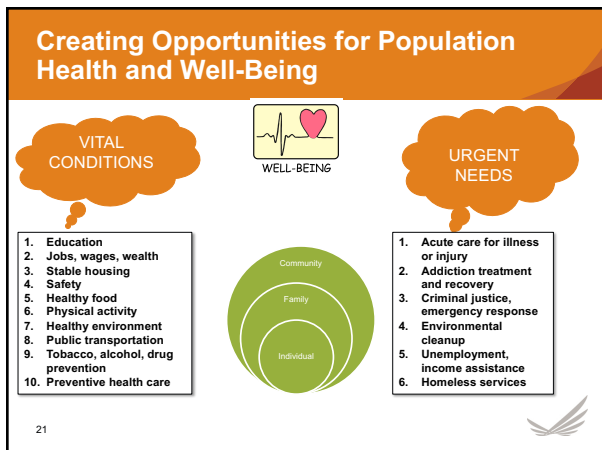 Creating Opportunities for Population
Health and Well-Being
VITAL
CONDITIONS
WELL-BEING
URGENT
NEEDS
1. Education
2. Jobs, wages, wealth
3. Stable housing
4. Safety
5. Healthy food
6. Physical activity
7. Healthy environment
8. Public transportation
9. Tobacco, alcohol, drug
prevention
10. Preventive health care
Community
Family
Individual
1. Acute care for illness
or injury
2. Addiction treatment
and recovery
3. Criminal justice,
emergency response
4. Environmental
cleanup
5. Unemployment,
income assistance
6. Homeless services
21